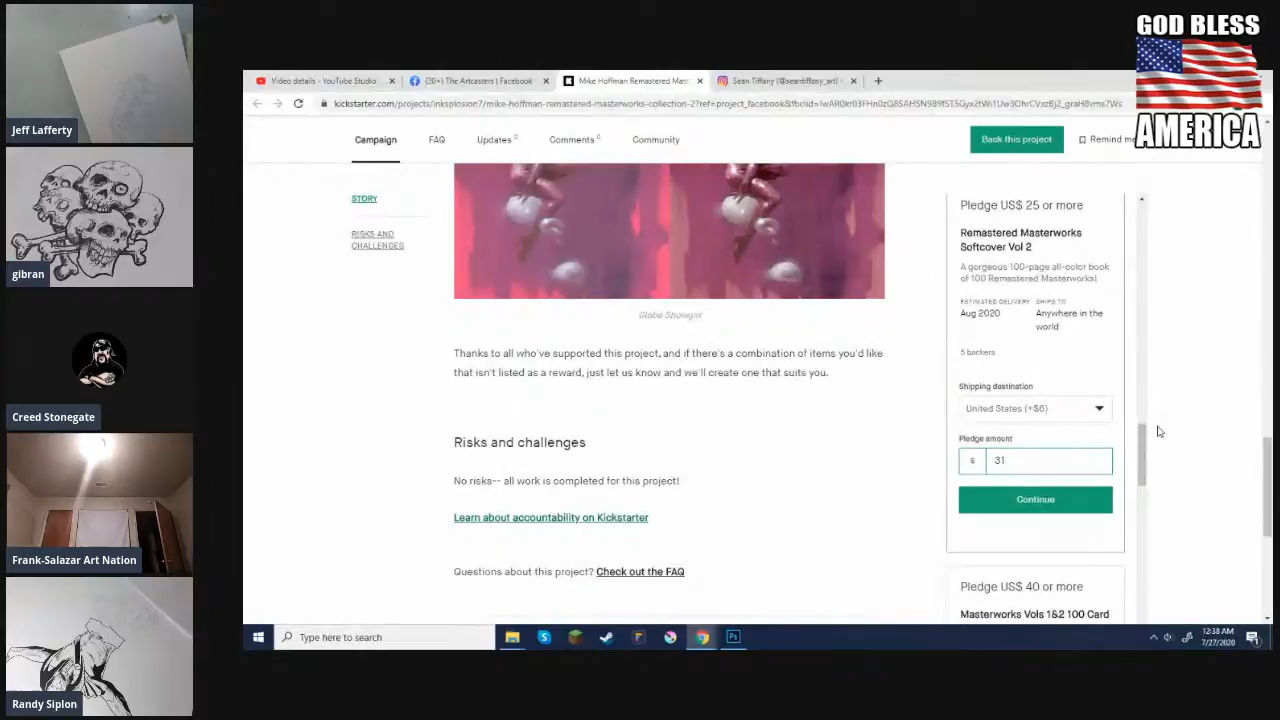 GOD BLESS
AMERICA
Jeff Lafferty
gibran
Creed Stonegate
Frank-Salazar Art Nation
Randy Siplon
Video details - YouTube Studio
(20+) The Artcasters | Facebook
Mike Hoffman Remastered Mas
Sean Tiffany (@seantiffany_art)
Campaign
FAQ
Updates 0
Comments 0
Community
Back this project
Remind me
STORY
RISKS AND
CHALLENGES
Globe Showgirl
Thanks to all who've supported this project, and if there's a combination of items you'd like
that isn't listed as a reward, just let us know and we'll create one that suits you.
Risks and challenges
No risks-- all work is completed for this project!
Learn about accountability on Kickstarter
Questions about this project? Check out the FAQ
Pledge US$ 25 or more
Remastered Masterworks
Softcover Vol 2
A gorgeous 100-page all-color book
of 100 Remastered Masterworks!
ESTIMATED DELIVERY SHIPS TO
Aug 2020 Anywhere in the
world
5 backers
Shipping destination
United States (+$6)
Pledge amount
$ 31
Continue
Pledge US$ 40 or more
Masterworks Vols 1&2 100 Card
Type here to search
12:38 AM
7/27/2020